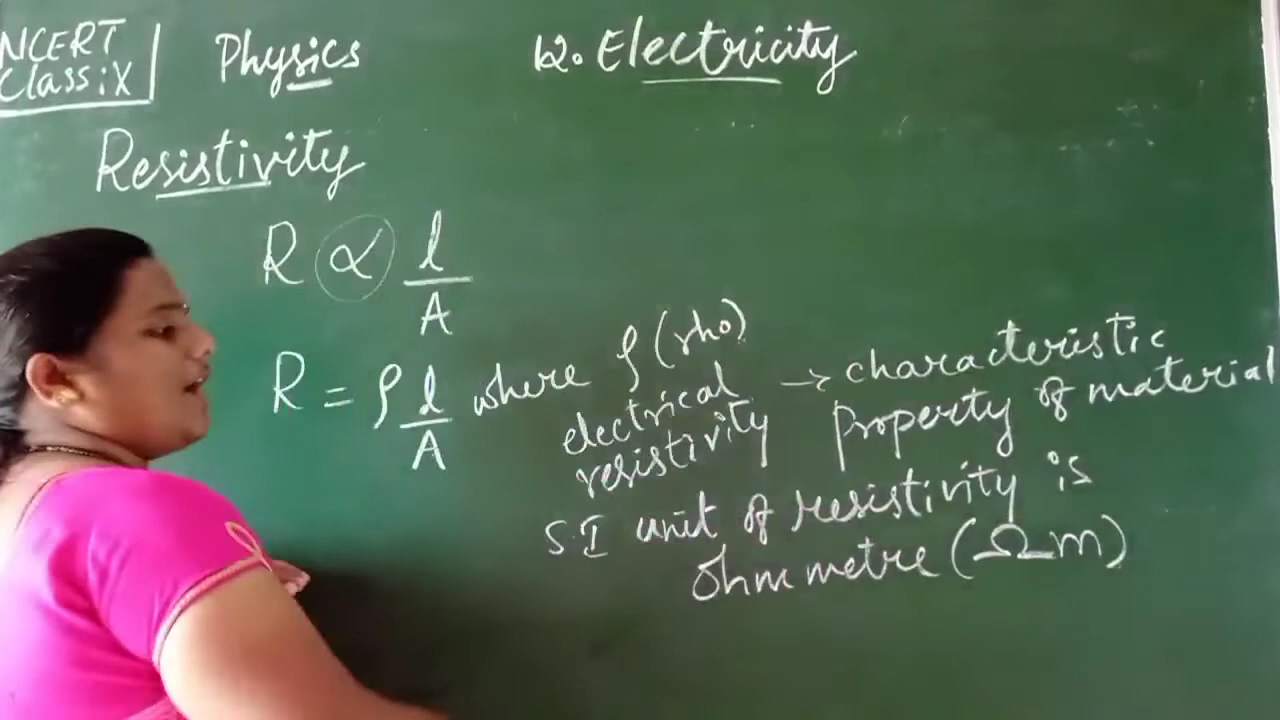 NCERT
Class:X
Physics
12. Electricity
Resistivity
R ∝ l/A
R = ρ l/A where ρ (rho)
electrical
resistivity
→ characteristic
Property of material
S.I unit of resistivity is
Ohm metre (Ωm)